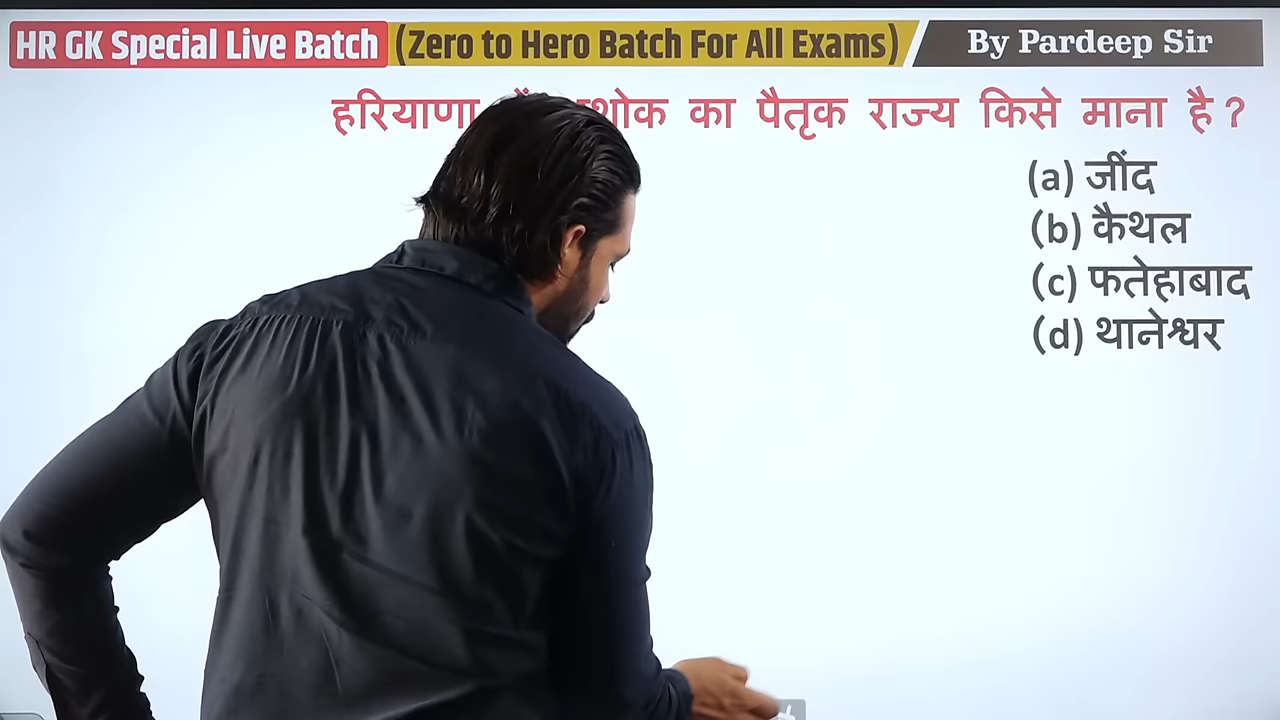 HR GK Special Live Batch (Zero to Hero Batch For All Exams) By Pardeep Sir
हरियाणा का पैतृक राज्य किसे माना है ?
(a) जींद
(b) कैथल
(c) फतेहाबाद
(d) थानेश्वर